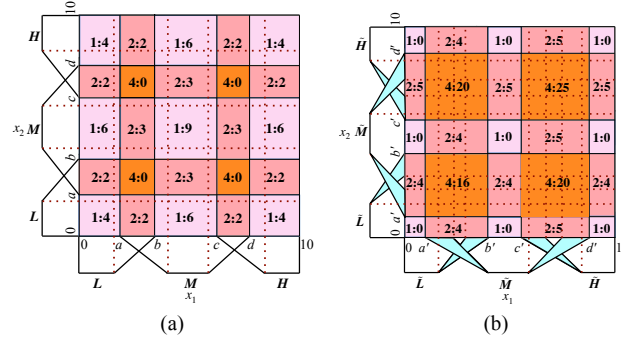 10
H
d
c
x2 M
b
a
L
0
1:4 2:2 1:6 2:2 1:4
2:2 4:0 2:3 4:0 2:2
1:6 2:3 1:9 2:3 1:6
2:2 4:0 2:3 4:0 2:2
1:4 2:2 1:6 2:2 1:4
0 a b c d 10
L M H
x1
(a)
10
H̃
d'
c'
x2 M̃
b'
L̃
a'
0
1:0 2:4 1:0 2:5 1:0
2:5 4:20 2:5 4:25 2:5
1:0 2:4 1:0 2:5 1:0
2:4 4:16 2:4 4:20 2:4
1:0 2:4 1:0 2:5 1:0
0 a' b' c' d' 1
L̃ M̃ H̃
x1
(b)